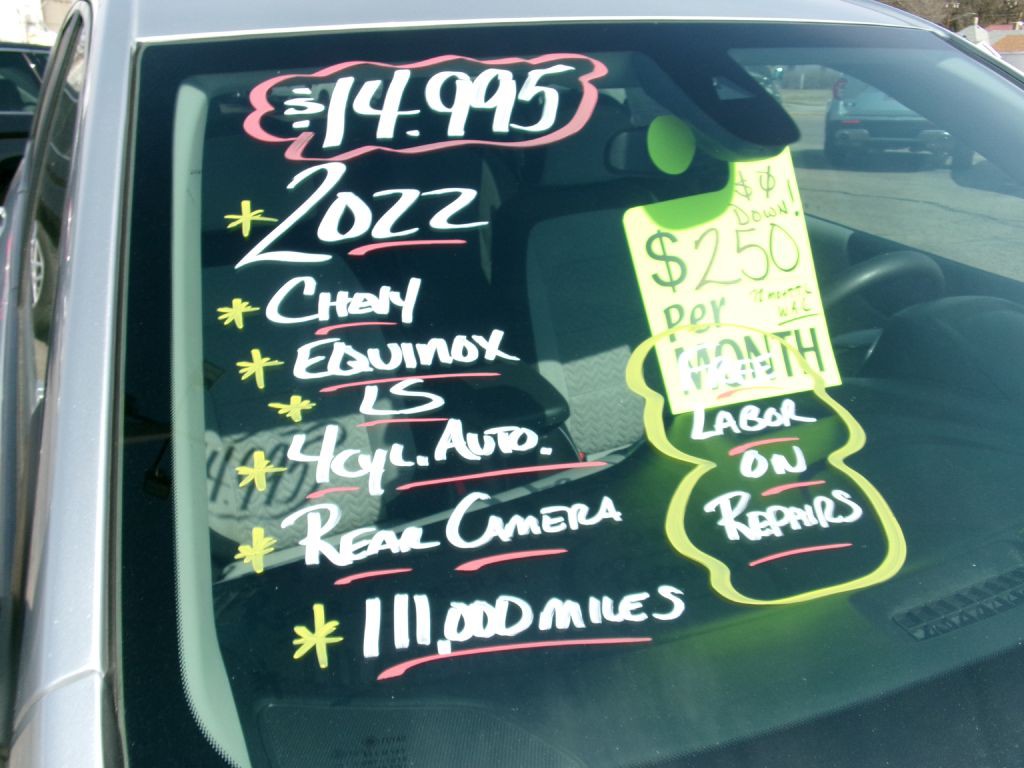 $14,995
* 2022
* CHEVY
* EQUINOX
* LS
* 4CYL. AUTO.
* REAR CAMERA
* 111,000 MILES
$0
DOWN!
$250
Per
MONTH
FREE
LABOR
ON
REPAIRS